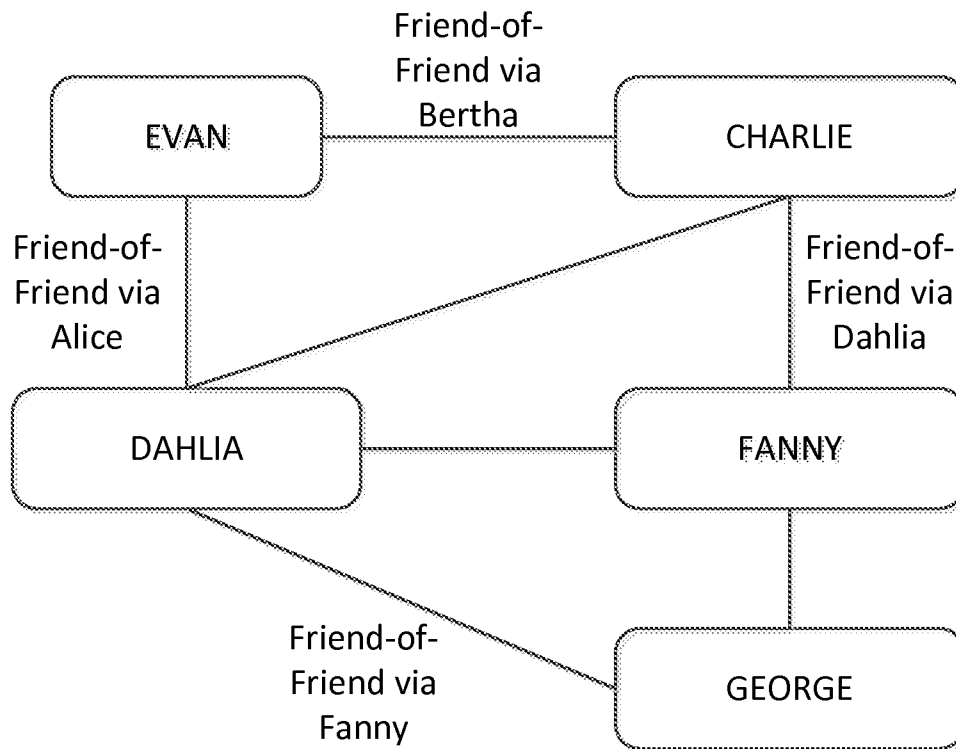 Friend-of-
Friend via
Bertha
EVAN
CHARLIE
Friend-of-
Friend via
Alice
Friend-of-
Friend via
Dahlia
DAHLIA
FANNY
Friend-of-
Friend via
Fanny
GEORGE